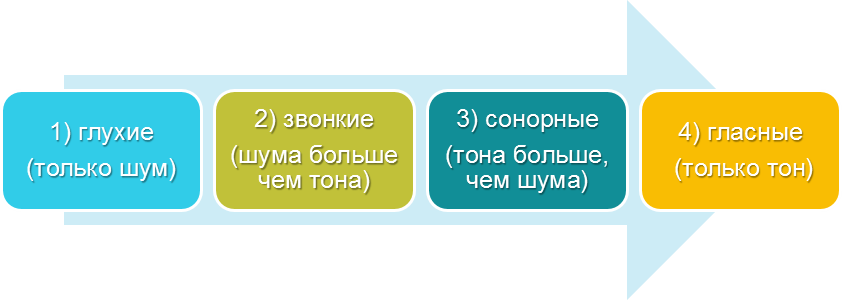 1) глухие
(только шум)
2) звонкие
(шума больше
чем тона)
3) сонорные
(тона больше,
чем шума)
4) гласные
(только тон)